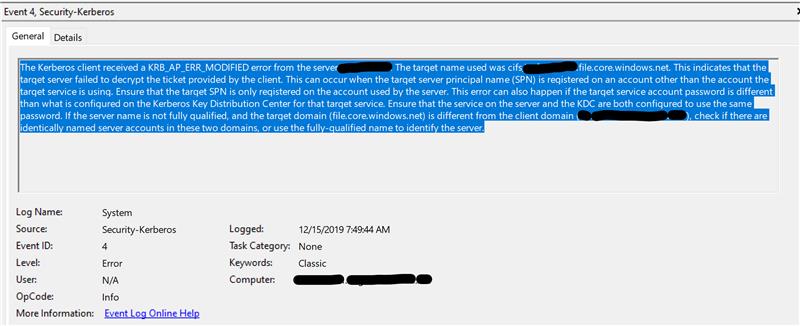 Event 4, Security-Kerberos
General Details
The Kerberos client received a KRB_AP_ERR_MODIFIED error from the server The target name used was cifs .file.core.windows.net. This indicates that the
target server failed to decrypt the ticket provided by the client. This can occur when the target server principal name (SPN) is registered on an account other than the account
the target service is using. Ensure that the target SPN is only registered on the account used by the server. This error can also happen if the target service account password is different
than what is configured on the Kerberos Key Distribution Center for that target service. Ensure that the service on the server and the KDC are both configured to use the same
password. If the server name is not fully qualified, and the target domain (file.core.windows.net) is different from the client domain ( ), check if there are
identically named server accounts in these two domains, or use the fully-qualified name to identify the server.
Log Name: System
Source: Security-Kerberos Logged: 12/15/2019 7:49:44 AM
Event ID: 4 Task Category: None
Level: Error Keywords: Classic
User: N/A Computer:
OpCode: Info
More Information: Event Log Online Help